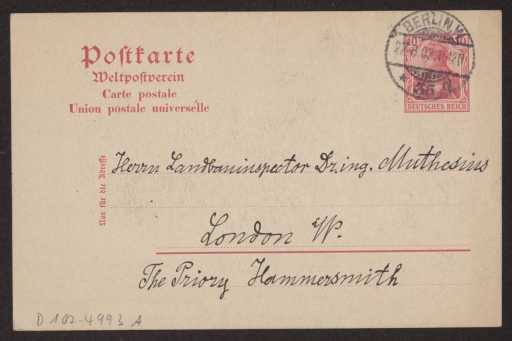 Postkarte
Weltpostverein
Carte postale
Union postale universelle
BERLIN W
35 a
DEUTSCHES REICH
Nur für die Adresse
Herrn Landbauinspector Dr.ing. Muthesius
London W.
The Priory Hammersmith
D 102-4993 A